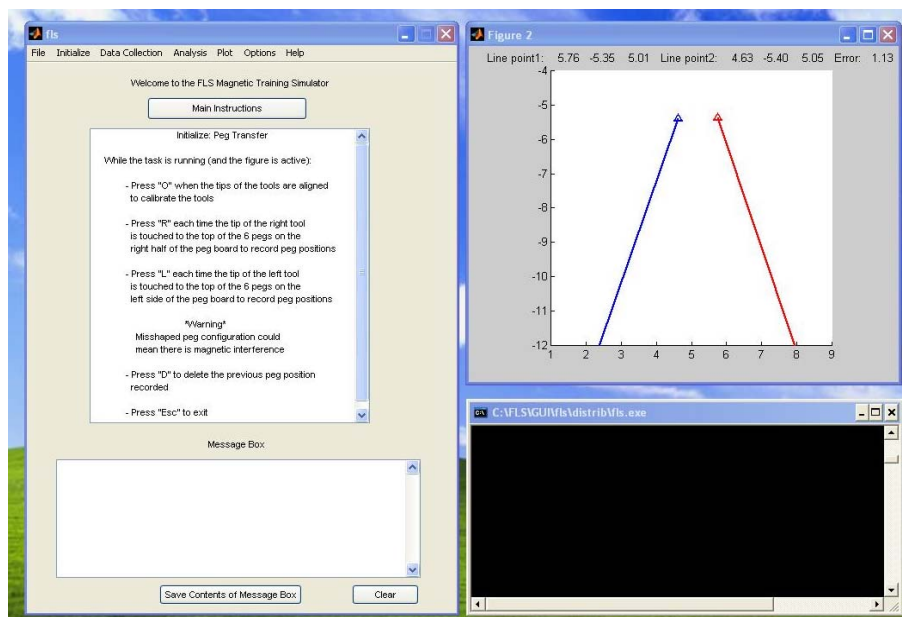 fls
File Initialize Data Collection Analysis Plot Options Help
Welcome to the FLS Magnetic Training Simulator
Main Instructions
Initialize: Peg Transfer
While the task is running (and the figure is active):
- Press "O" when the tips of the tools are aligned
to calibrate the tools
- Press "R" each time the tip of the right tool
is touched to the top of the 6 pegs on the
right half of the peg board to record peg positions
- Press "L" each time the tip of the left tool
is touched to the top of the 6 pegs on the
left side of the peg board to record peg positions
*Warning*
Misshaped peg configuration could
mean there is magnetic interference
- Press "D" to delete the previous peg position
recorded
- Press "Esc" to exit
Message Box
Save Contents of Message Box Clear
Figure 2
Line point1: 5.76 -5.35 5.01 Line point2: 4.63 -5.40 5.05 Error: 1.13
-4
-5
-6
-7
-8
-9
-10
-11
-12
1 2 3 4 5 6 7 8 9
C:\FLS\GUI\fls\distrib\fls.exe